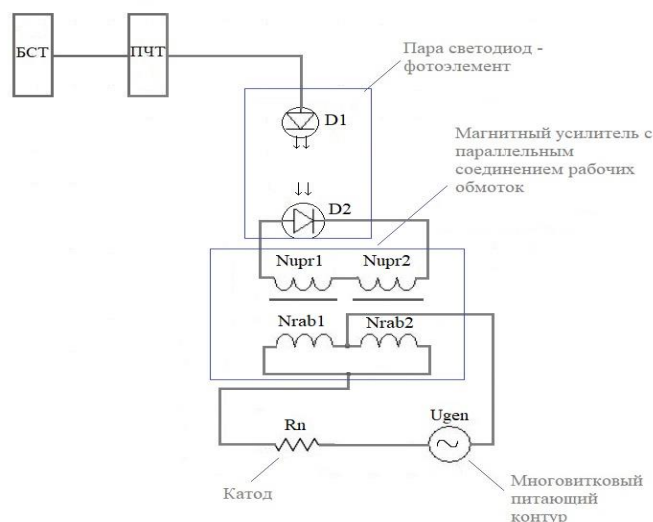 БСТ
ПЧТ
Пара светодиод -
фотоэлемент
D1
Магнитный усилитель с
параллельным
соединением рабочих
обмоток
D2
Nupr1
Nupr2
Nrab1
Nrab2
Rn
Ugen
Катод
Многовитковый
питающий
контур